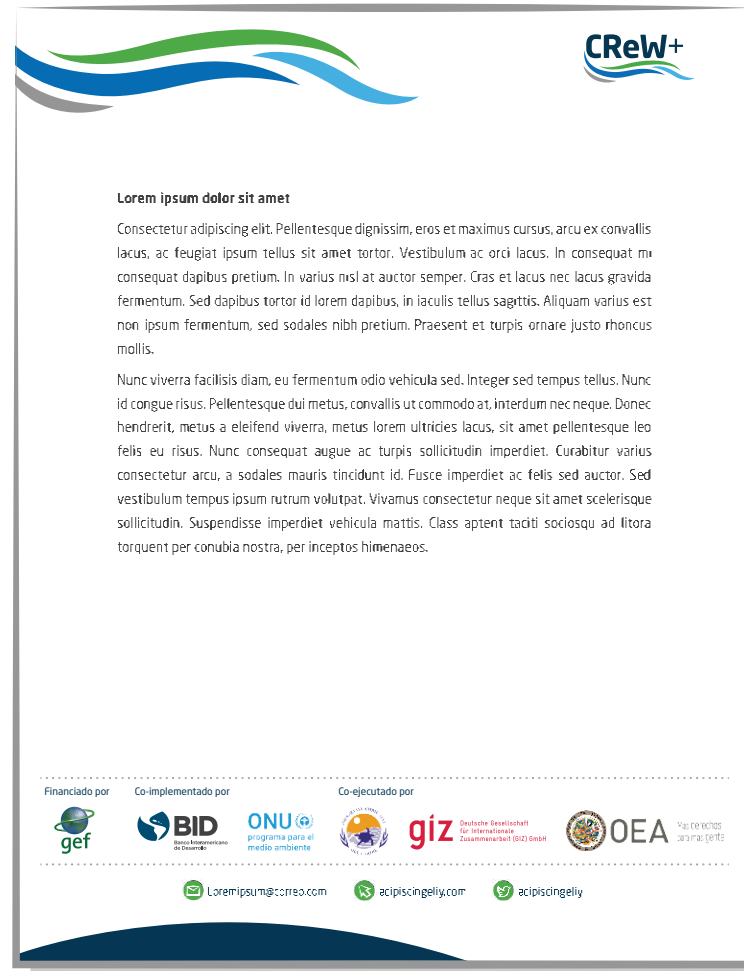 CReW+
Lorem ipsum dolor sit amet
Consectetur adipiscing elit. Pellentesque dignissim, eros et maximus cursus, arcu ex convallis
lacus, ac feugiat ipsum tellus sit amet tortor. Vestibulum ac orci lacus. In consequat mi
consequat dapibus pretium. In varius nisl at auctor semper. Cras et lacus nec lacus gravida
fermentum. Sed dapibus tortor id lorem dapibus, in iaculis tellus sagittis. Aliquam varius est
non ipsum fermentum, sed sodales nibh pretium. Praesent et turpis ornare justo rhoncus
mollis.
Nunc viverra facilisis diam, eu fermentum odio vehicula sed. Integer sed tempus tellus. Nunc
id congue risus. Pellentesque dui metus, convallis ut commodo at, interdum nec neque. Donec
hendrerit, metus a eleifend viverra, metus lorem ultricies lacus, sit amet pellentesque leo
felis eu risus. Nunc consequat augue ac turpis sollicitudin imperdiet. Curabitur varius
consectetur arcu, a sodales mauris tincidunt id. Fusce imperdiet ac felis sed auctor. Sed
vestibulum tempus ipsum rutrum volutpat. Vivamus consectetur neque sit amet scelerisque
sollicitudin. Suspendisse imperdiet vehicula mattis. Class aptent taciti sociosqu ad litora
torquent per conubia nostra, per inceptos himenaeos.
Financiado por Co-implementado por Co-ejecutado por
gef
BID
Banco Interamericano
de Desarrollo
ONU
programa para el
medio ambiente
giz
Deutsche Gesellschaft
für Internationale
Zusammenarbeit (GIZ) GmbH
OEA
Más derechos
para más gente
Loremipsum@correo.com adipiscingeliy.com adipiscingeliy